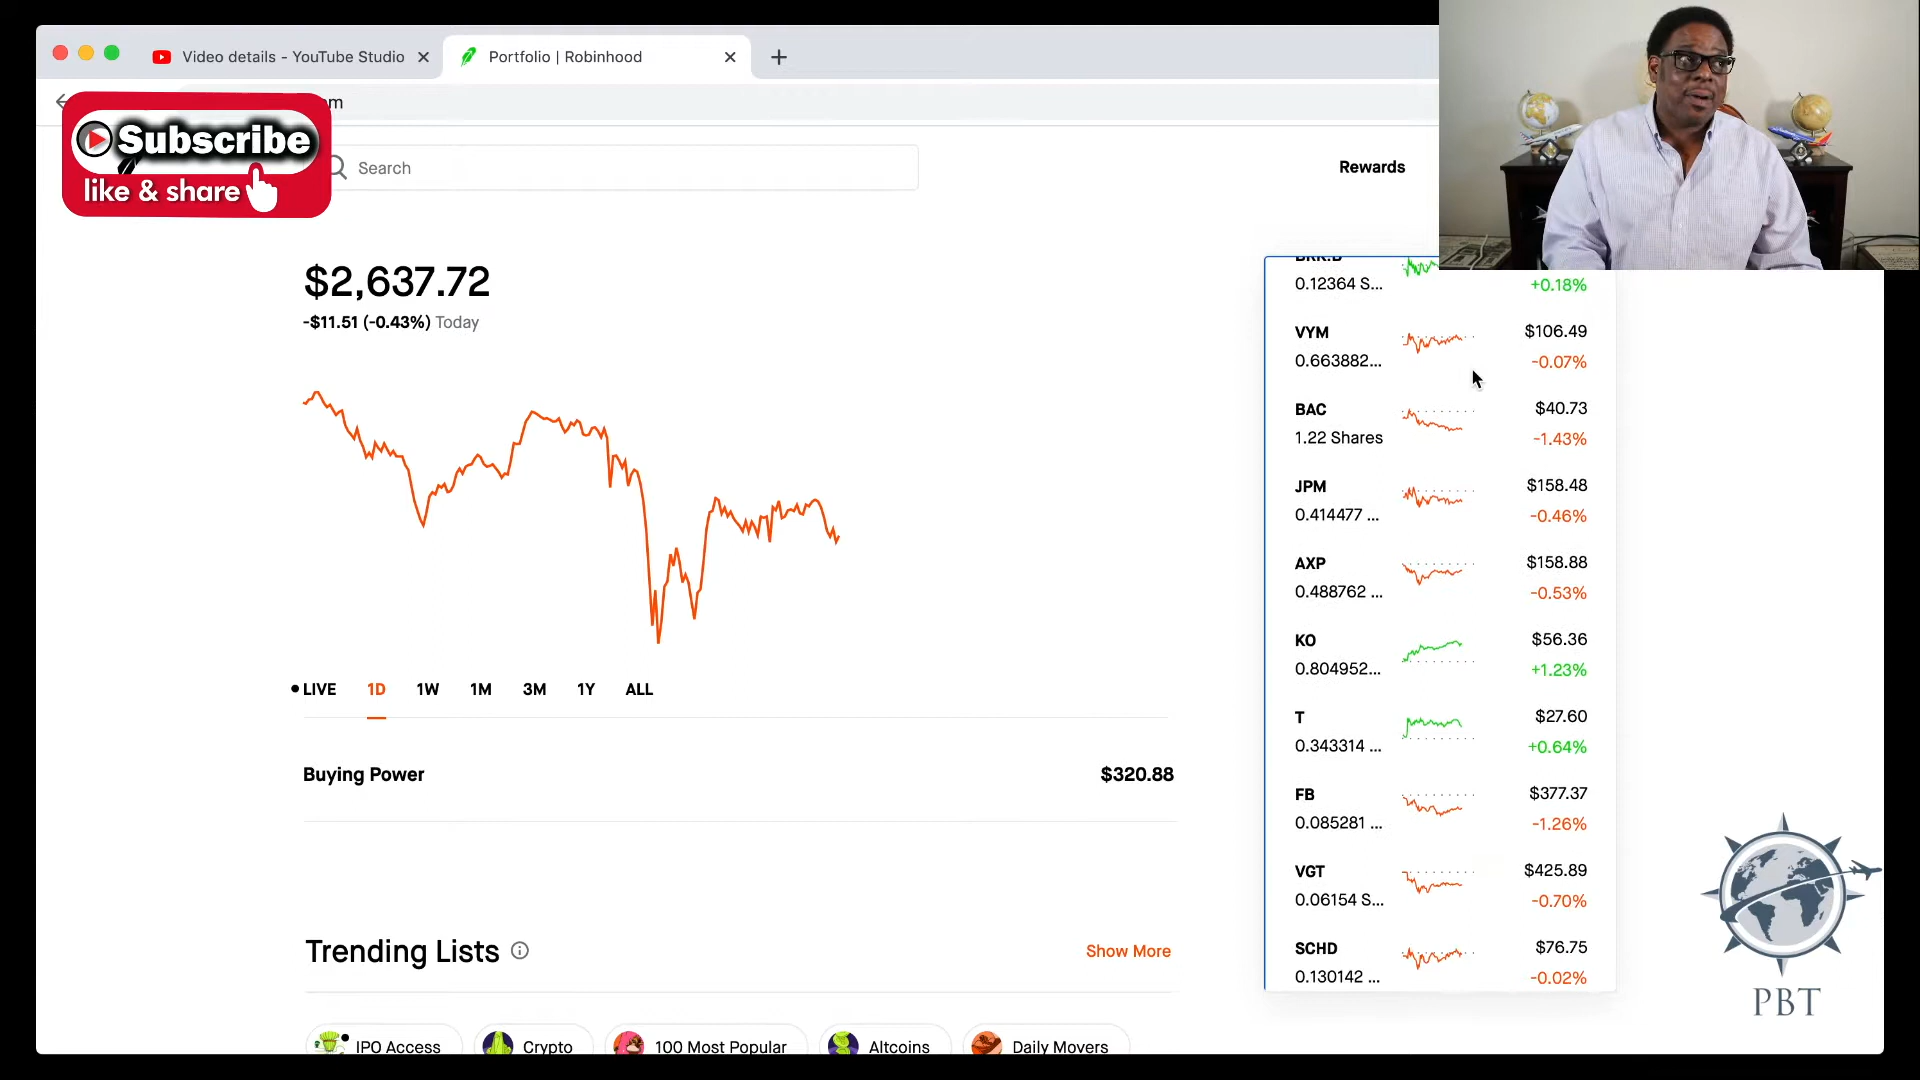 Video details - YouTube Studio
Portfolio | Robinhood
om
Subscribe
like & share
Search
Rewards
$2,637.72
-$11.51 (-0.43%) Today
LIVE 1D 1W 1M 3M 1Y ALL
Buying Power $320.88
Trending Lists
Show More
IPO Access
Crypto
100 Most Popular
Altcoins
Daily Movers
BRK.B
0.12364 S... +0.18%
VYM $106.49
0.663882... -0.07%
BAC $40.73
1.22 Shares -1.43%
JPM $158.48
0.414477 ... -0.46%
AXP $158.88
0.488762 ... -0.53%
KO $56.36
0.804952... +1.23%
T $27.60
0.343314 ... +0.64%
FB $377.37
0.085281 ... -1.26%
VGT $425.89
0.06154 S... -0.70%
SCHD $76.75
0.130142 ... -0.02%
PBT